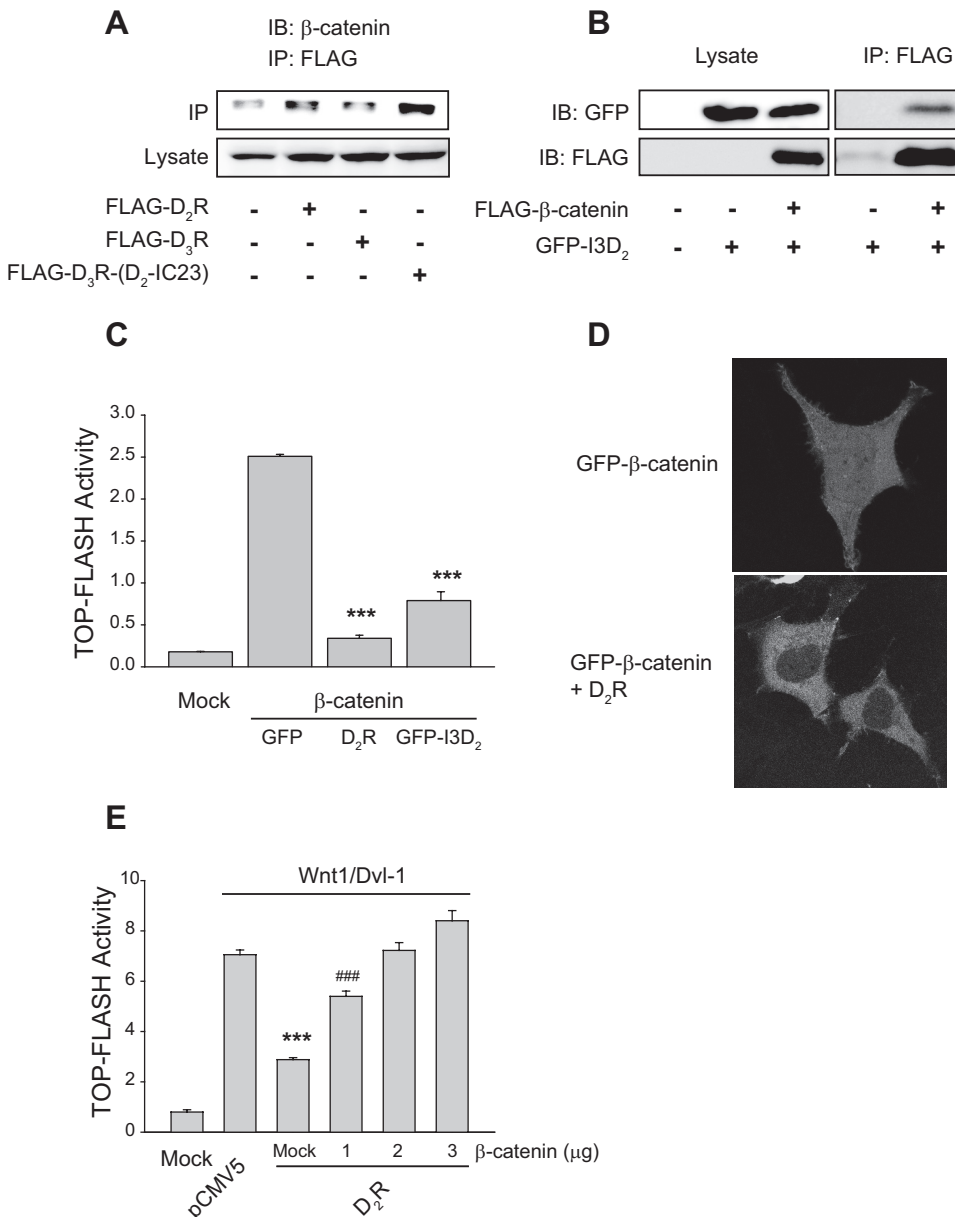 A
IB: β-catenin
IP: FLAG
IP
Lysate
FLAG-D₂R - + - -
FLAG-D₃R - - + -
FLAG-D₃R-(D₂-IC23) - - - +
B
Lysate IP: FLAG
IB: GFP
IB: FLAG
FLAG-β-catenin - - + - +
GFP-I3D₂ - + + + +
C
TOP-FLASH Activity
3.0
2.5
2.0
1.5
1.0
0.5
0.0
*** ***
Mock β-catenin
GFP D₂R GFP-I3D₂
D
GFP-β-catenin
GFP-β-catenin
+ D₂R
E
Wnt1/Dvl-1
TOP-FLASH Activity
10
8
6
4
2
0
***
###
Mock pCMV5 Mock 1 2 3 β-catenin (μg)
D₂R